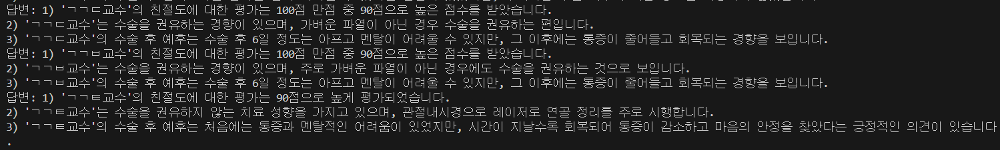 답변: 1) 'ㄱㄱㄷ교수'의 친절도에 대한 평가는 100점 만점 중 90점으로 높은 점수를 받았습니다.
2) 'ㄱㄱㄷ교수'는 수술을 권유하는 경향이 있으며, 가벼운 파열이 아닌 경우 수술을 권유하는 편입니다.
3) 'ㄱㄱㄷ교수'의 수술 후 예후는 수술 후 6일 정도는 아프고 멘탈이 어려울 수 있지만, 그 이후에는 통증이 줄어들고 회복되는 경향을 보입니다.
답변: 1) 'ㄱㄱㅂ교수'의 친절도에 대한 평가는 100점 만점 중 90점으로 높은 점수를 받았습니다.
2) 'ㄱㄱㅂ교수'는 수술을 권유하는 경향이 있으며, 주로 가벼운 파열이 아닌 경우에도 수술을 권유하는 것으로 보입니다.
3) 'ㄱㄱㅂ교수'의 수술 후 예후는 수술 후 6일 정도는 아프고 멘탈이 어려울 수 있지만, 그 이후에는 통증이 줄어들고 회복되는 경향을 보입니다.
답변: 1) 'ㄱㄱㅌ교수'의 친절도에 대한 평가는 90점으로 높게 평가되었습니다.
2) 'ㄱㄱㅌ교수'는 수술을 권유하지 않는 치료 성향을 가지고 있으며, 관절내시경으로 레이저로 연골 정리를 주로 시행합니다.
3) 'ㄱㄱㅌ교수'의 수술 후 예후는 처음에는 통증과 멘탈적인 어려움이 있었지만, 시간이 지날수록 회복되어 통증이 감소하고 마음의 안정을 찾았다는 긍정적인 의견이 있습니다
.